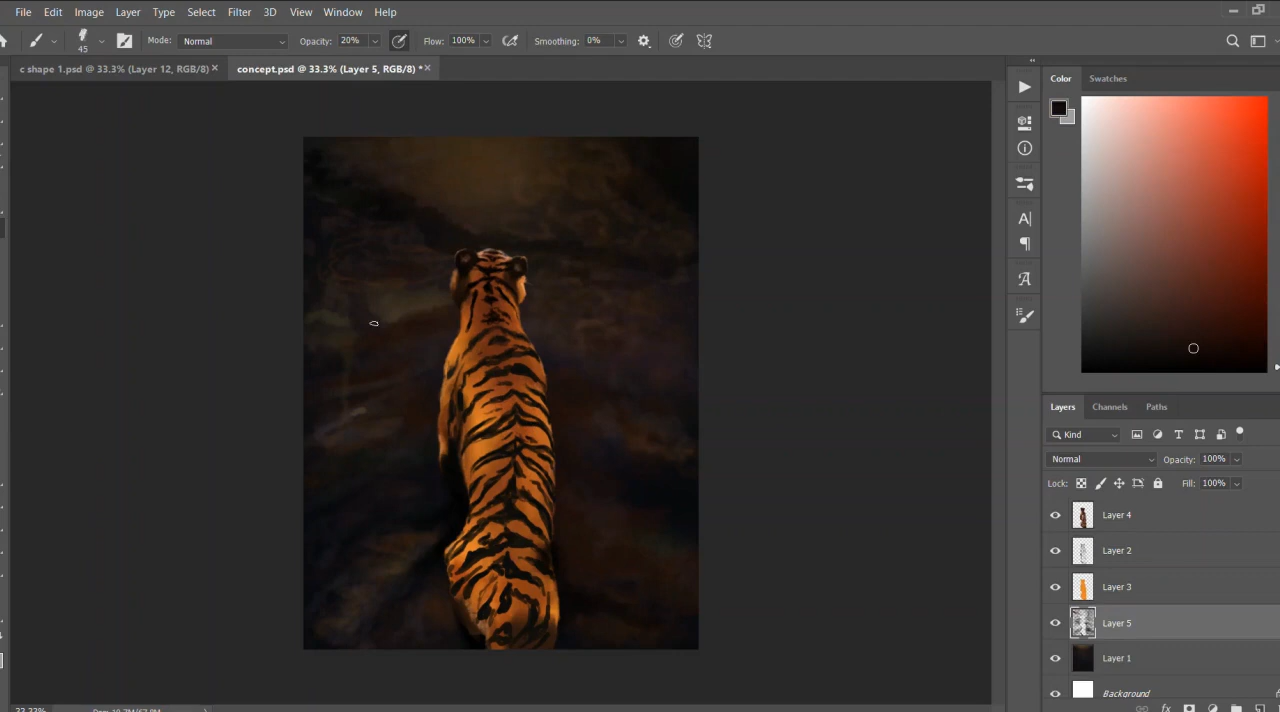 File Edit Image Layer Type Select Filter 3D View Window Help
45 Mode: Normal Opacity: 20% Flow: 100% Smoothing: 0%
c shape 1.psd @ 33.3% (Layer 12, RGB/8) × concept.psd @ 33.3% (Layer 5, RGB/8) * ×
Color Swatches
Layers Channels Paths
Kind
Normal Opacity: 100%
Lock: Fill: 100%
Layer 4
Layer 2
Layer 3
Layer 5
Layer 1
Background